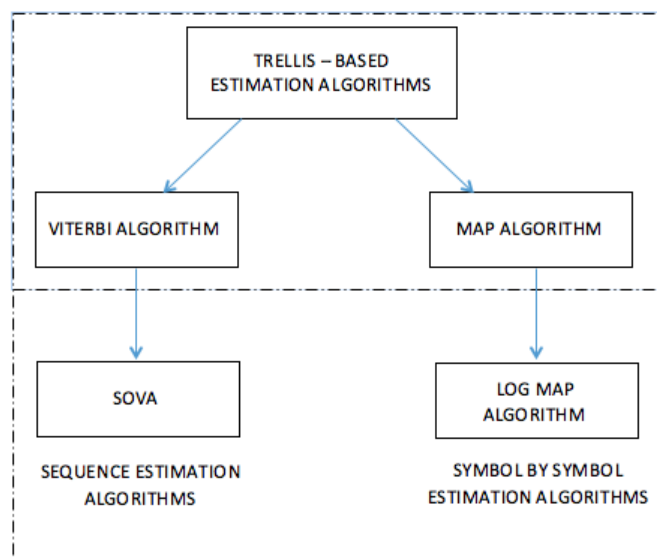 TRELLIS – BASED
ESTIMATION ALGORITHMS
VITERBI ALGORITHM
MAP ALGORITHM
SOVA
LOG MAP
ALGORITHM
SEQUENCE ESTIMATION
ALGORITHMS
SYMBOL BY SYMBOL
ESTIMATION ALGORITHMS